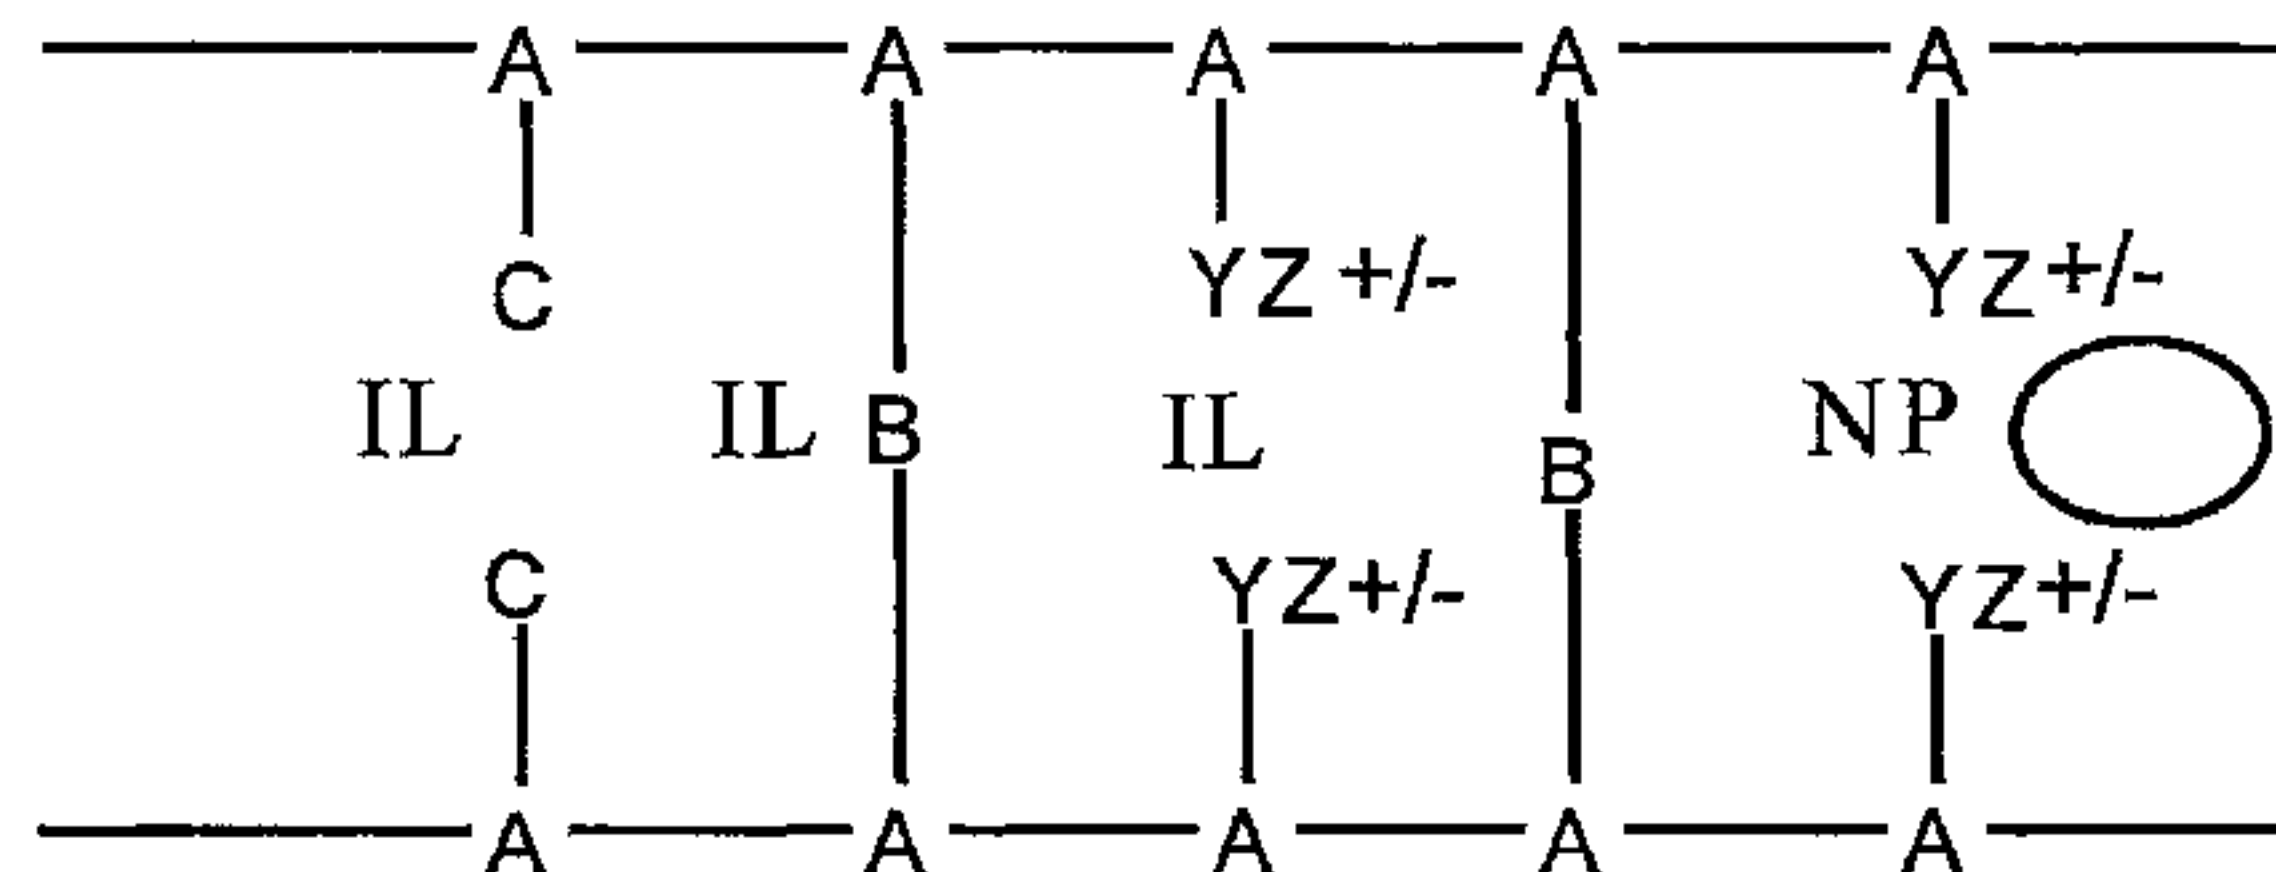 A A A A A
C YZ +/- YZ+/-
IL IL B IL B NP
C YZ+/- YZ+/-
A A A A A